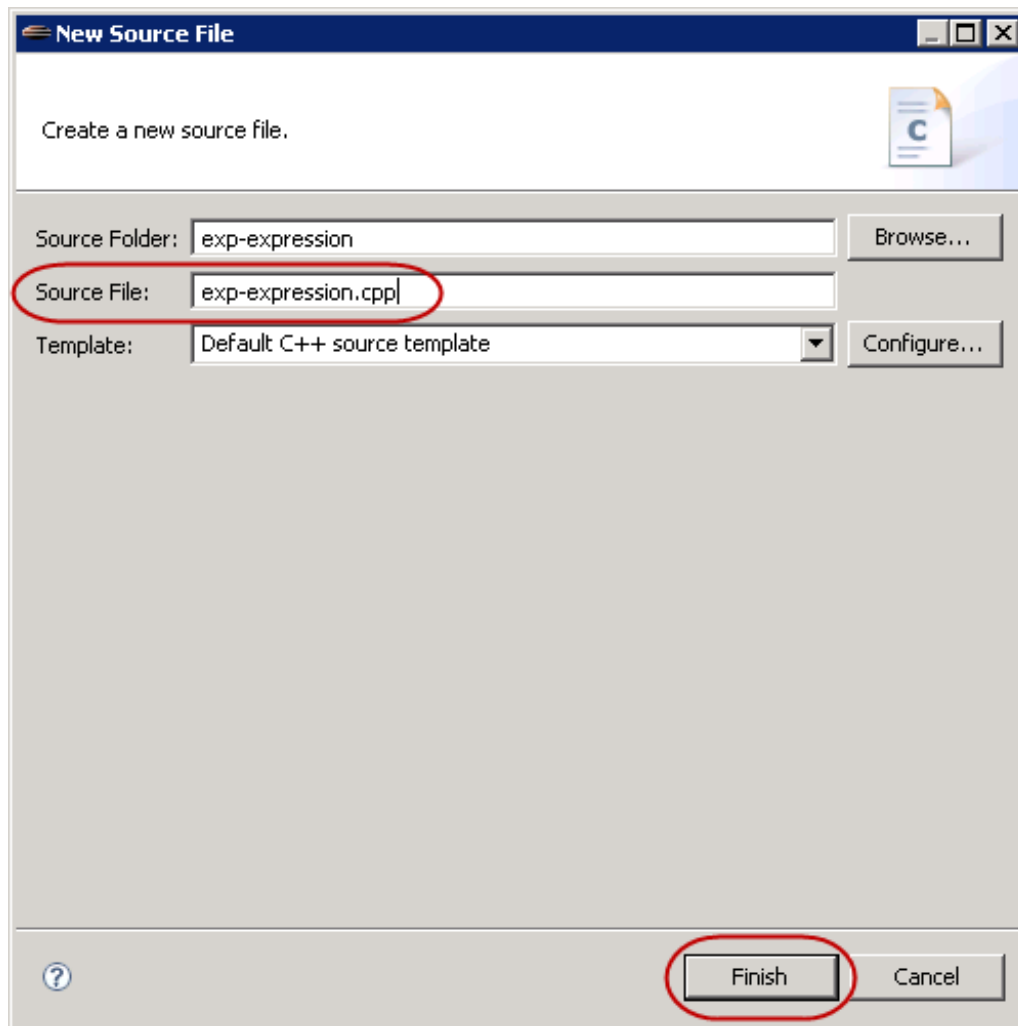 New Source File
Create a new source file.
C
Source Folder: exp-expression Browse...
Source File: exp-expression.cpp
Template: Default C++ source template Configure...
? Finish Cancel